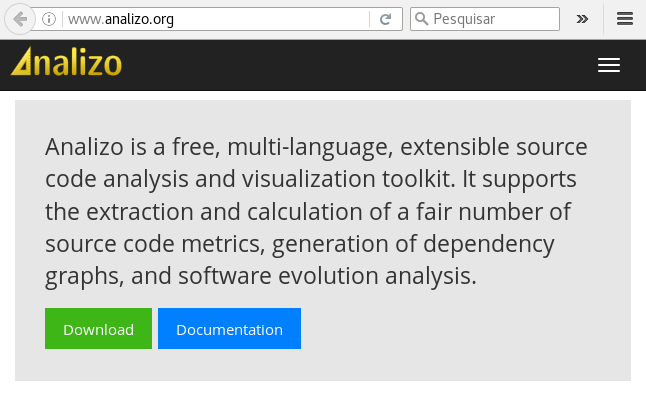 www.analizo.org
Pesquisar
Analizo
Analizo is a free, multi-language, extensible source
code analysis and visualization toolkit. It supports
the extraction and calculation of a fair number of
source code metrics, generation of dependency
graphs, and software evolution analysis.
Download Documentation